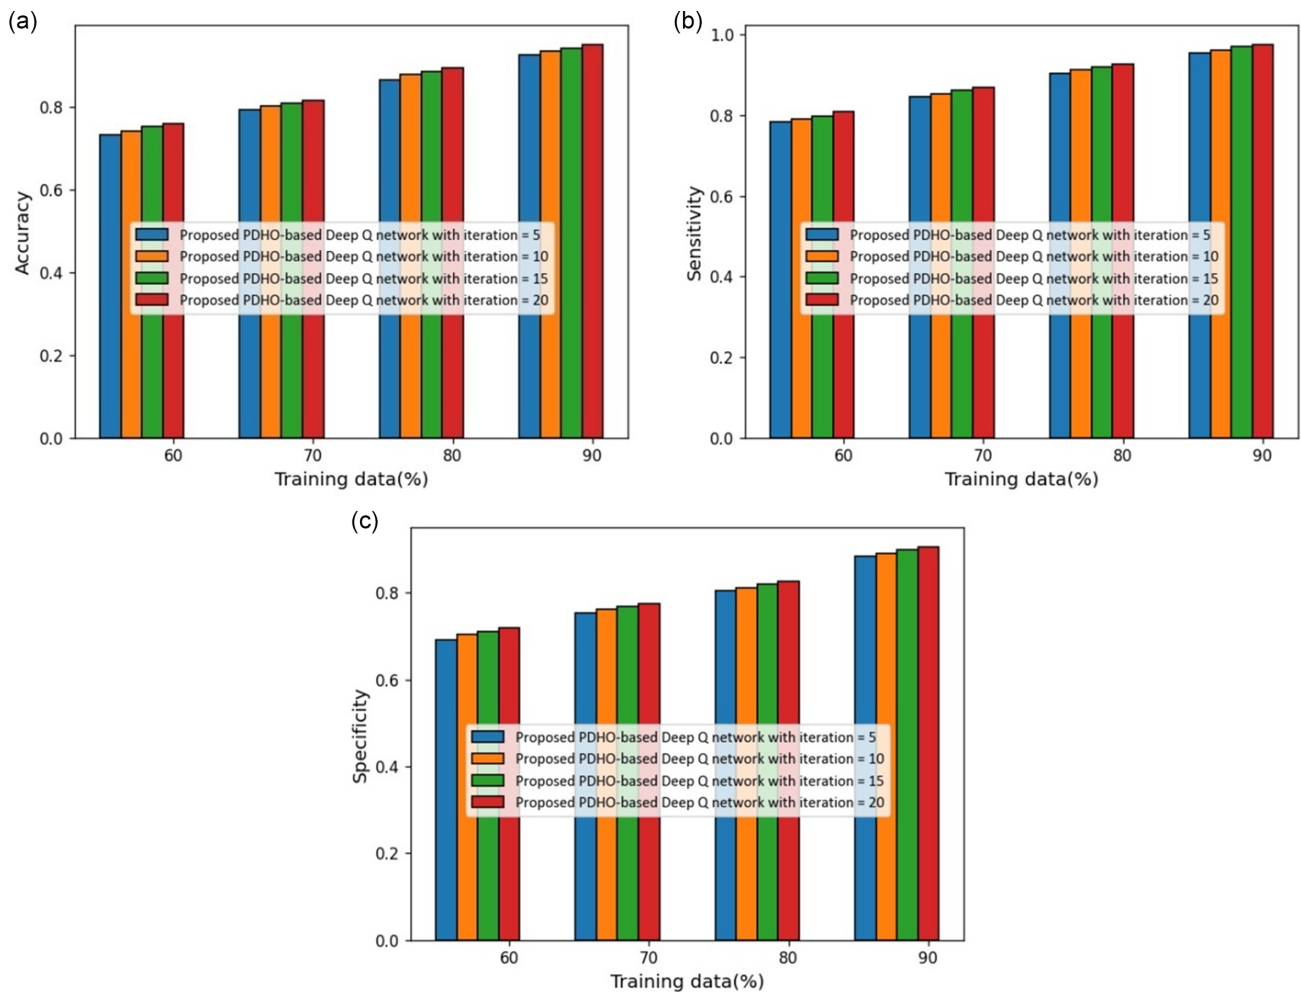 (a)
Accuracy
0.8
0.6
0.4
0.2
0.0
Proposed PDHO-based Deep Q network with iteration = 5
Proposed PDHO-based Deep Q network with iteration = 10
Proposed PDHO-based Deep Q network with iteration = 15
Proposed PDHO-based Deep Q network with iteration = 20
60 70 80 90
Training data(%)
(b)
Sensitivity
1.0
0.8
0.6
0.4
0.2
0.0
Proposed PDHO-based Deep Q network with iteration = 5
Proposed PDHO-based Deep Q network with iteration = 10
Proposed PDHO-based Deep Q network with iteration = 15
Proposed PDHO-based Deep Q network with iteration = 20
60 70 80 90
Training data(%)
(c)
Specificity
0.8
0.6
0.4
0.2
0.0
Proposed PDHO-based Deep Q network with iteration = 5
Proposed PDHO-based Deep Q network with iteration = 10
Proposed PDHO-based Deep Q network with iteration = 15
Proposed PDHO-based Deep Q network with iteration = 20
60 70 80 90
Training data(%)